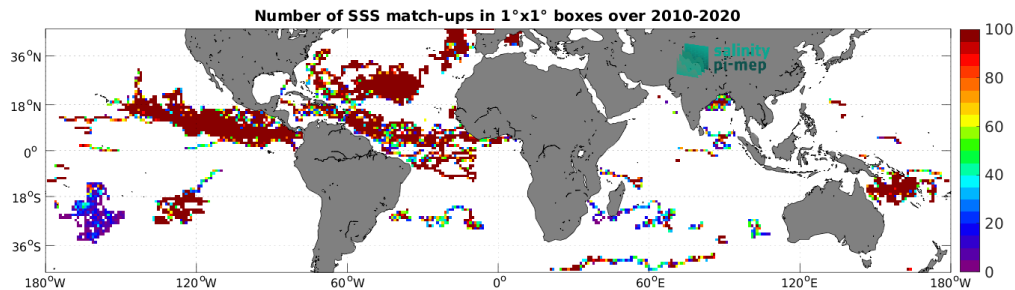 Number of SSS match-ups in 1°x1° boxes over 2010-2020
salinity
pi-mep
36°N
18°N
0°
18°S
36°S
180°W 120°W 60°W 0° 60°E 120°E 180°W
100
80
60
40
20
0